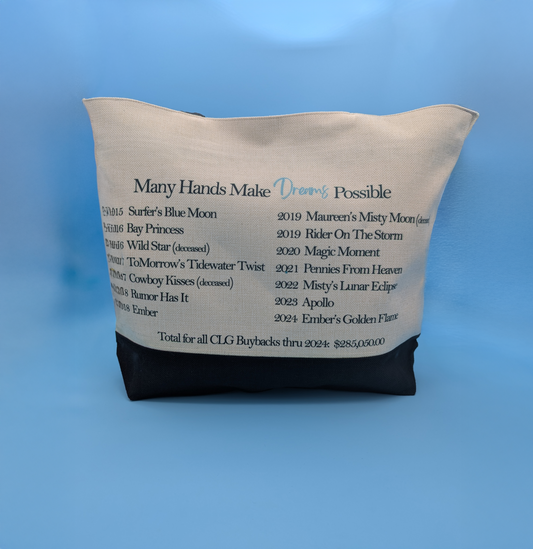 Many Hands Make Dreams Possible
Surfer's Blue Moon
Bay Princess
Wild Star (deceased)
ToMorrow's Tidewater Twist
Cowboy Kisses (deceased)
Rumor Has It
Ember
2019 Maureen's Misty Moon
2019 Rider On The Storm
2020 Magic Moment
2021 Pennies From Heaven
2022 Misty's Lunar Eclipse
2023 Apollo
2024 Ember's Golden Flame
Total for all CLG Buybacks thru 2024: $285,050.00